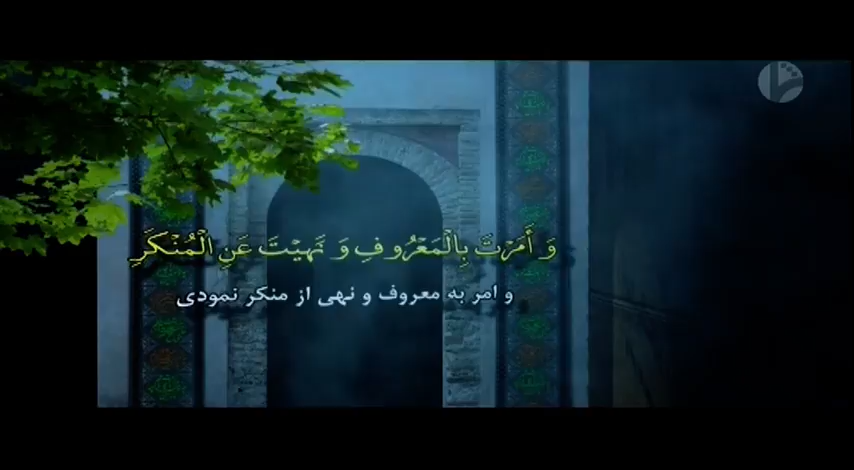 وَ أَمَرْتَ بِالْمَعْرُوفِ وَ نَهَيْتَ عَنِ الْمُنْكَرِ
و امر به معروف و نهی از منکر نمودی